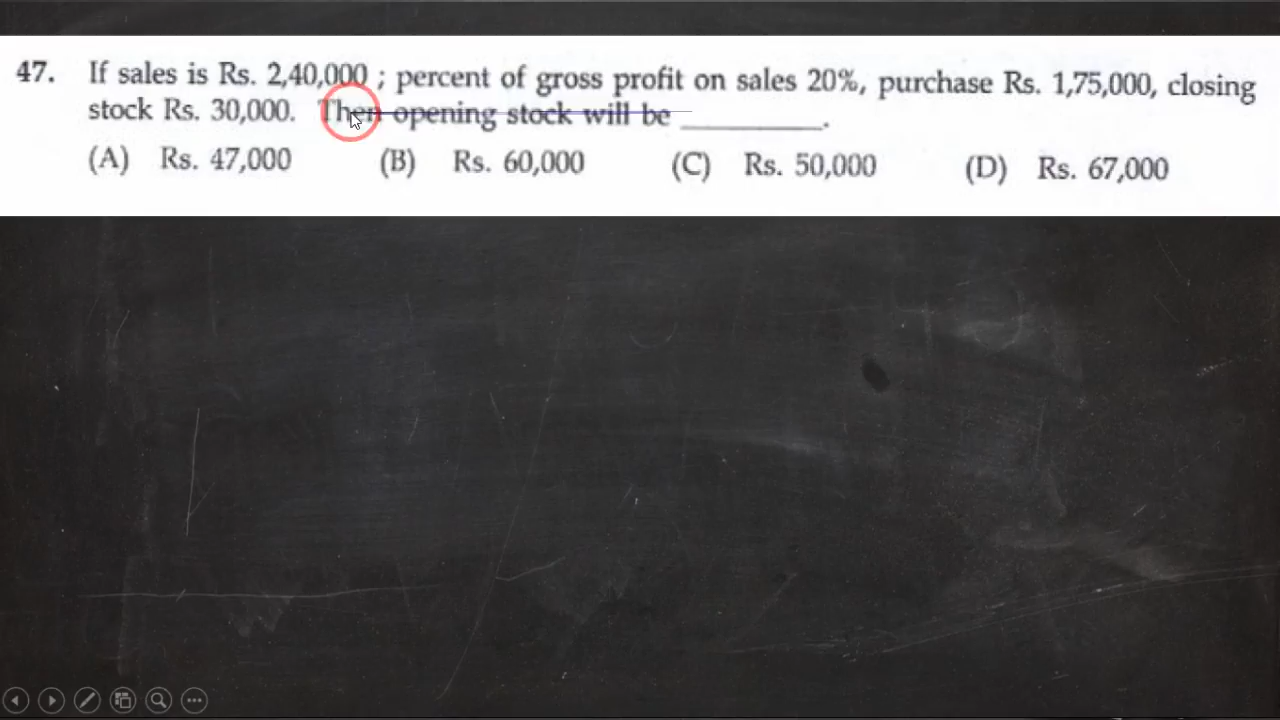 47. If sales is Rs. 2,40,000 ; percent of gross profit on sales 20%, purchase Rs. 1,75,000, closing
stock Rs. 30,000. Then opening stock will be __________.
(A) Rs. 47,000 (B) Rs. 60,000 (C) Rs. 50,000 (D) Rs. 67,000